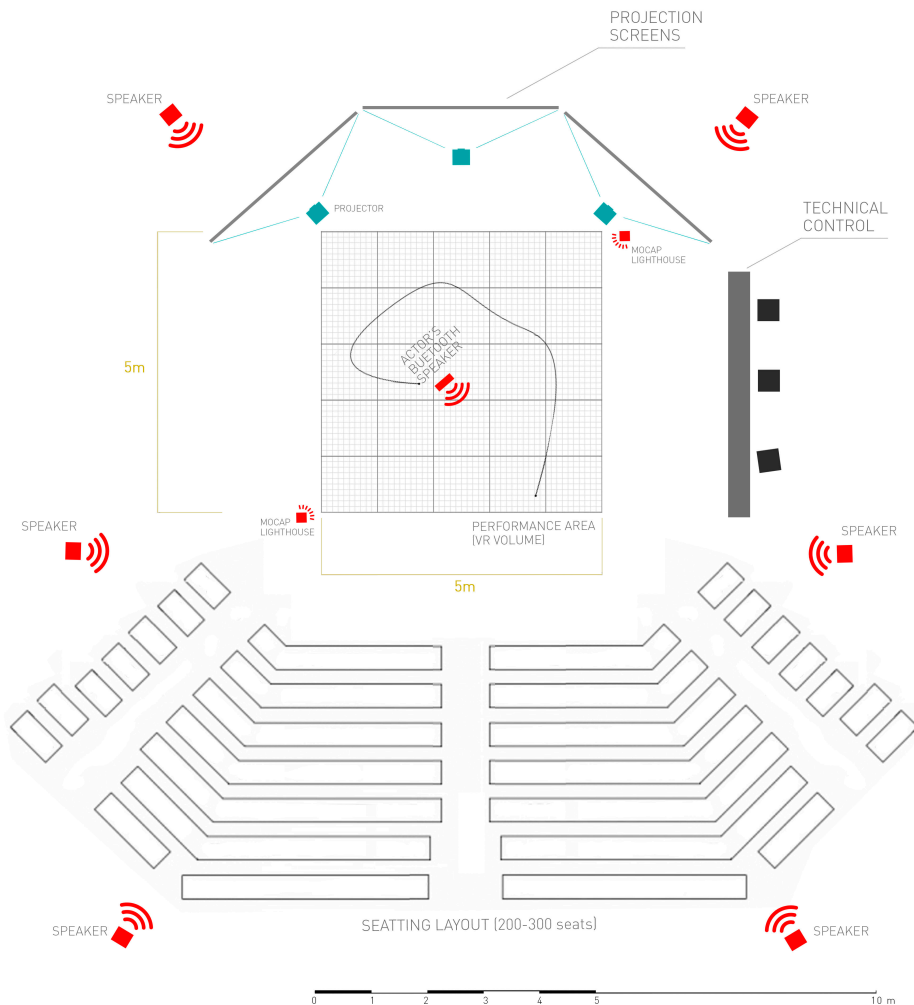 PROJECTION
SCREENS
SPEAKER
SPEAKER
PROJECTOR
TECHNICAL
CONTROL
MOCAP
LIGHTHOUSE
5m
ACTOR'S
BUETOOTH
SPEAKER
SPEAKER
MOCAP
LIGHTHOUSE
PERFORMANCE AREA
(VR VOLUME)
SPEAKER
5m
SPEAKER
SEATTING LAYOUT (200-300 seats)
SPEAKER
0 1 2 3 4 5 10 m